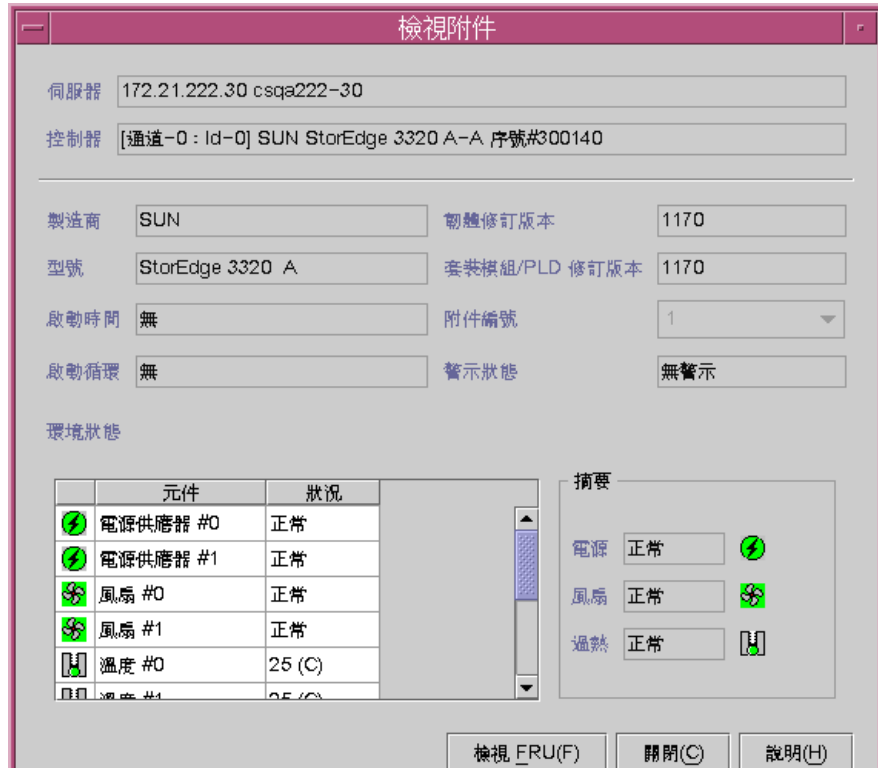 檢視附件
伺服器 172.21.222.30 csqa222-30
控制器 [通道-0 : Id-0] SUN StorEdge 3320 A-A 序號#300140
製造商 SUN 韌體修訂版本 1170
型號 StorEdge 3320 A 套裝模組/PLD 修訂版本 1170
啟動時間 無 附件編號 1
啟動循環 無 警示狀態 無警示
環境狀態
元件 狀況
電源供應器 #0 正常
電源供應器 #1 正常
風扇 #0 正常
風扇 #1 正常
溫度 #0 25 (C)
溫度 #1 25 (C)
摘要
電源 正常
風扇 正常
過熱 正常
檢視 FRU(F) 關閉(C) 說明(H)